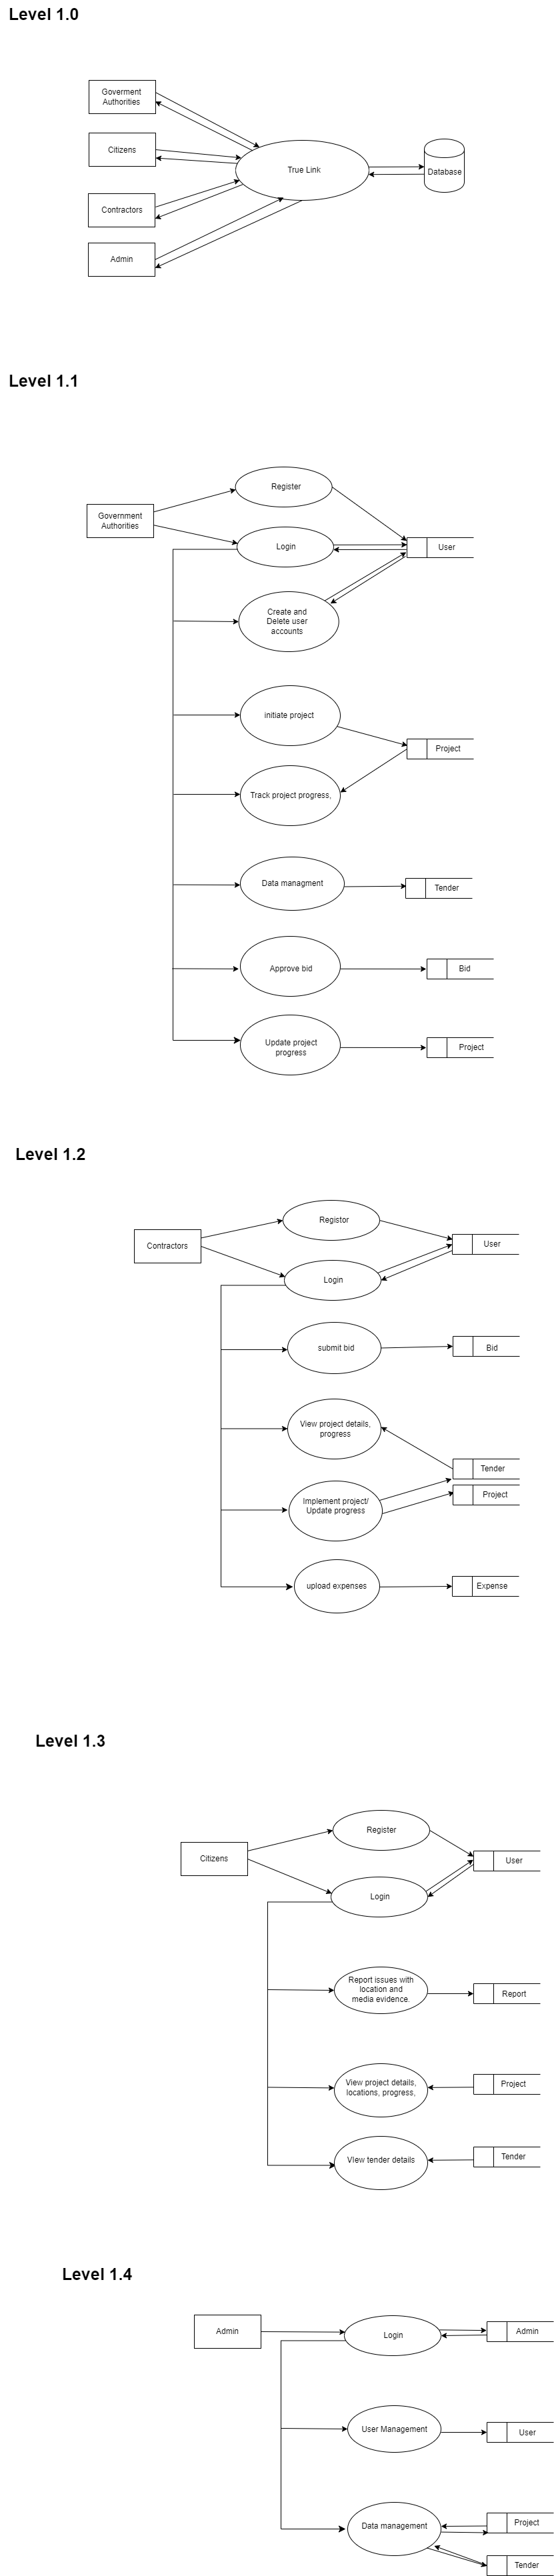 Level 1.0
Goverment
Authorities
Citizens
True Link
Database
Contractors
Admin
Level 1.1
Register
Government
Authorities
Login
User
Create and
Delete user
accounts
initiate project
Project
Track project progress,
Data managment
Tender
Approve bid
Bid
Update project
progress
Project
Level 1.2
Registor
Contractors
User
Login
submit bid
Bid
View project details,
progress
Tender
Project
Implement project/
Update progress
upload expenses
Expense
Level 1.3
Register
Citizens
User
Login
Report issues with
location and
media evidence.
Report
View project details,
locations, progress,
Project
VIew tender details
Tender
Level 1.4
Admin
Login
Admin
User Management
User
Data management
Project
Tender